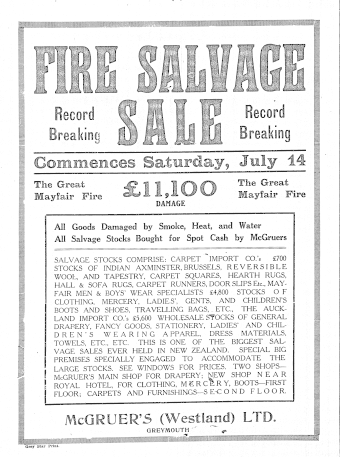 FIRE SALVAGE
Record Breaking SALE Record Breaking
Commences Saturday, July 14
The Great Mayfair Fire £11,100 DAMAGE The Great Mayfair Fire
All Goods Damaged by Smoke, Heat, and Water
All Salvage Stocks Bought for Spot Cash by McGruers
SALVAGE STOCKS COMPRISE; CARPET IMPORT CO.'s £700
STOCKS OF INDIAN AXMINSTER, BRUSSELS, REVERSIBLE
WOOL, AND TAPESTRY, CARPET SQUARES, HEARTH RUGS,
HALL & SOFA RUGS, CARPET RUNNERS, DOOR SLIPS Etc., MAY-
FAIR MEN & BOYS' WEAR SPECIALISTS £4,800 STOCKS OF
CLOTHING, MERCERY, LADIES', GENTS, AND CHILDREN'S
BOOTS AND SHOES, TRAVELLING BAGS, ETC., THE AUCK-
LAND IMPORT CO.'S £5,600 WHOLESALE STOCKS OF GENERAL
DRAPERY, FANCY GOODS, STATIONERY, LADIES' AND CHIL-
DREN'S WEARING APPAREL, DRESS MATERIALS,
TOWELS, ETC., ETC. THIS IS ONE OF THE BIGGEST SAL-
VAGE SALES EVER HELD IN NEW ZEALAND. SPECIAL BIG
PREMISES SPECIALLY ENGAGED TO ACCOMMODATE THE
LARGE STOCKS. SEE WINDOWS FOR PRICES. TWO SHOPS—
McGRUER'S MAIN SHOP FOR DRAPERY; NEW SHOP NEAR
ROYAL HOTEL, FOR CLOTHING, MERCERY, BOOTS—FIRST
FLOOR; CARPETS AND FURNISHINGS—SECOND FLOOR.
McGRUER'S (Westland) LTD.
GREYMOUTH
Grey Star Print